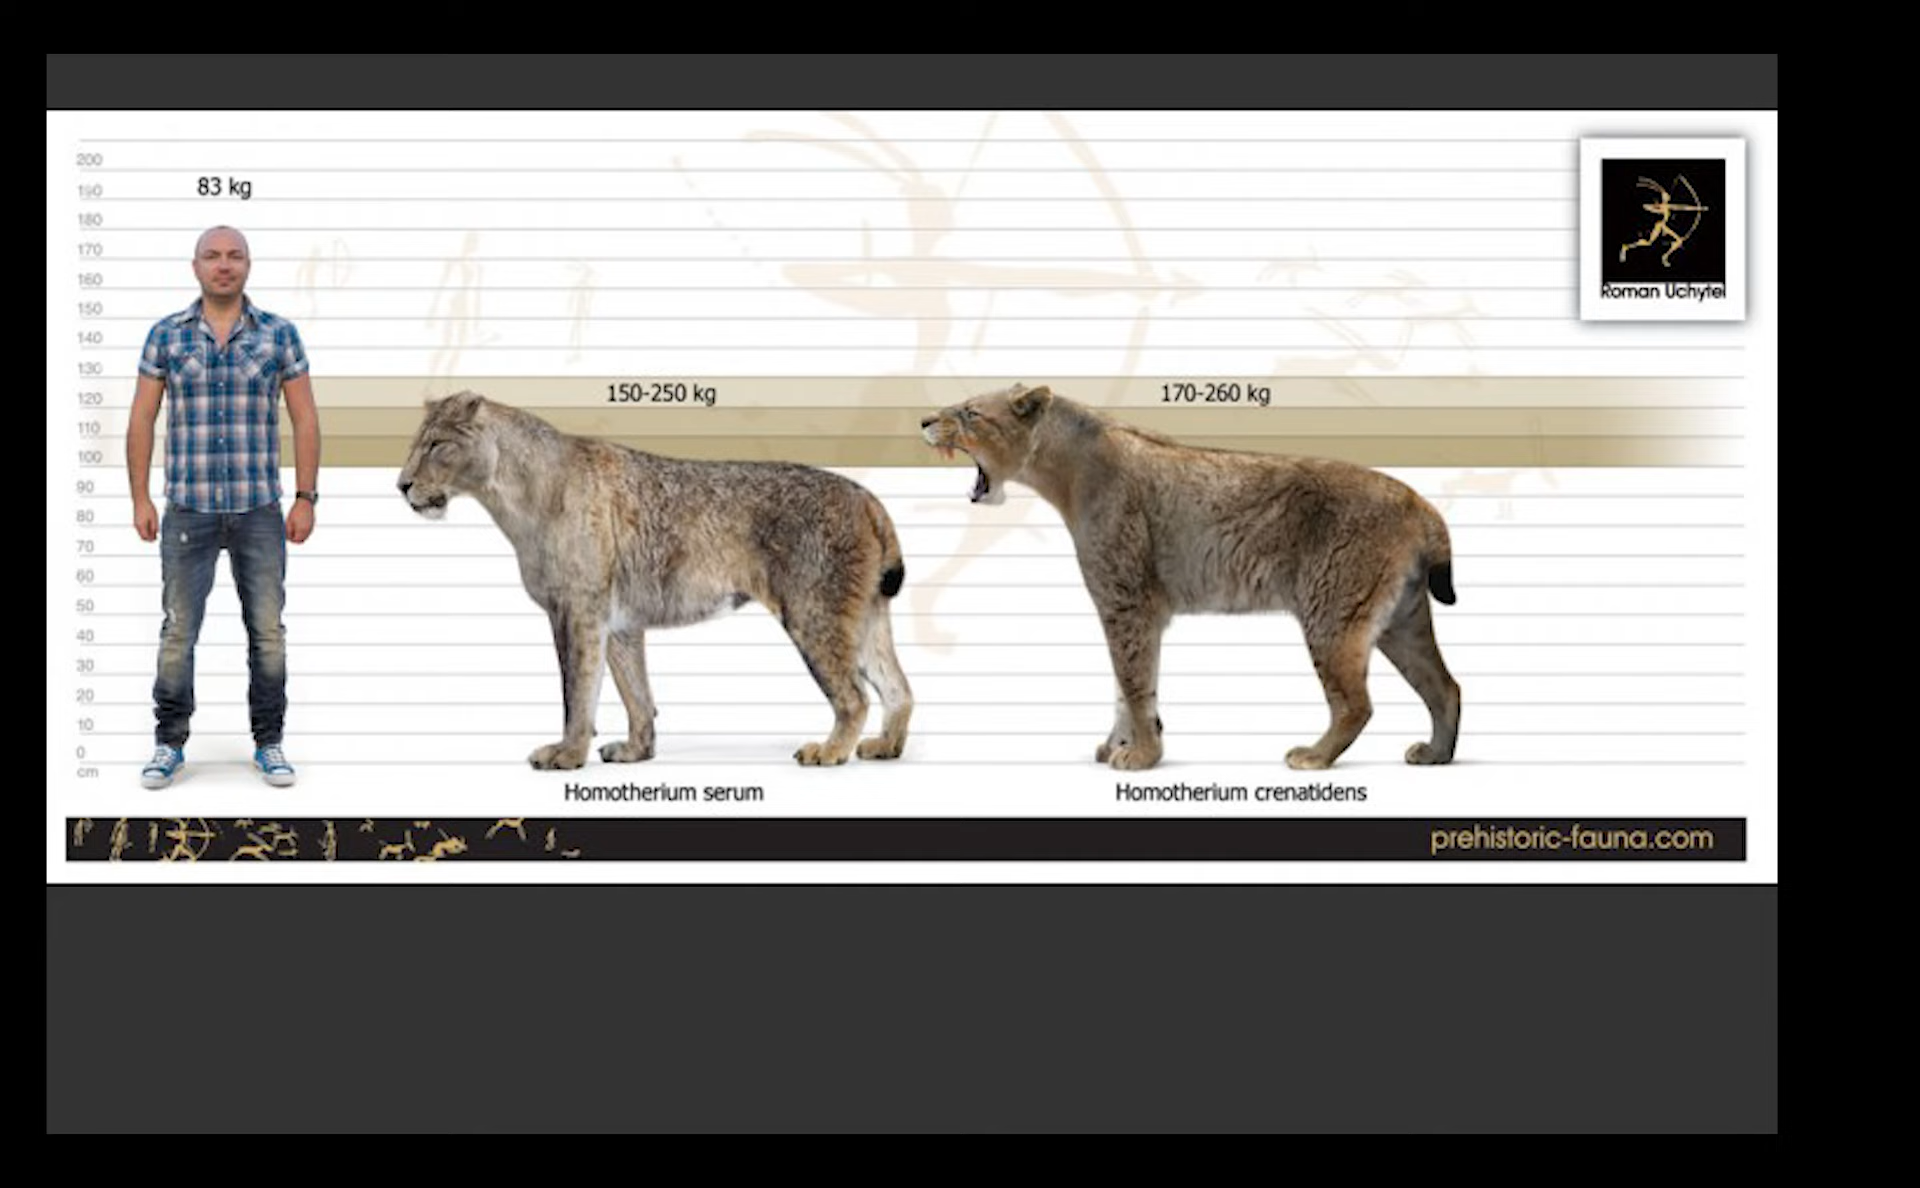 200
190
180
170
160
150
140
130
120
110
100
90
80
70
60
50
40
30
20
10
0
cm
83 kg
150-250 kg
170-260 kg
Roman Uchytel
Homotherium serum
Homotherium crenatidens
prehistoric-fauna.com